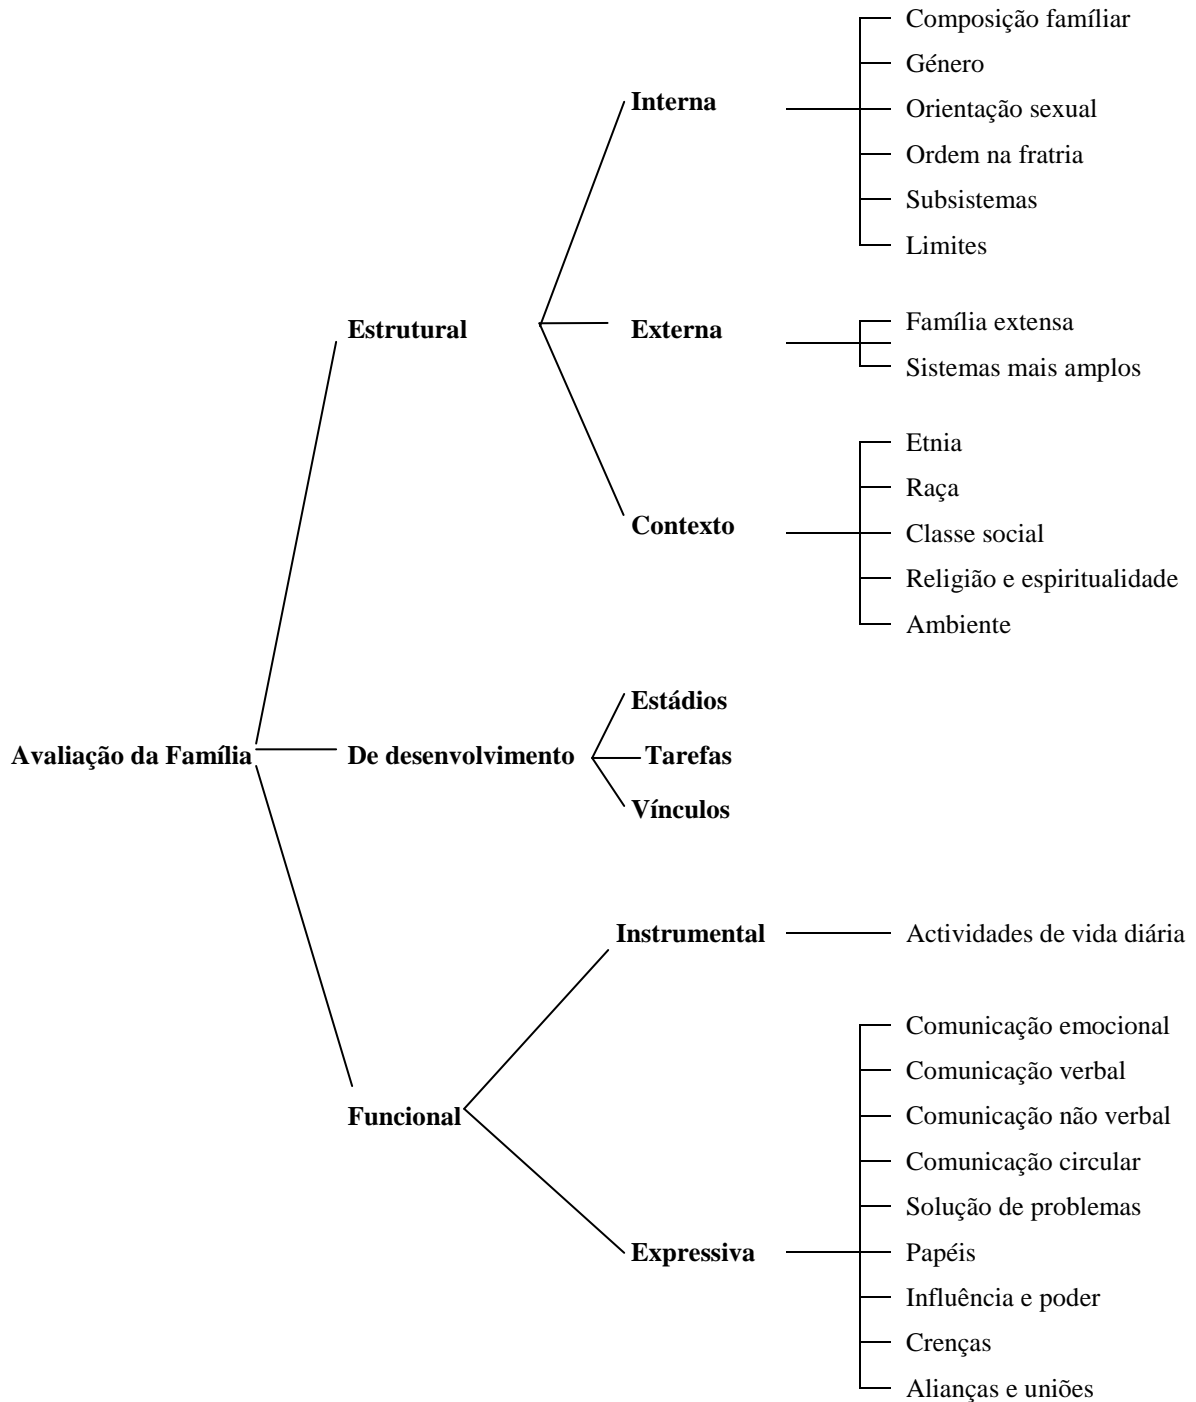 Composição famíliar
Género
Interna
Orientação sexual
Ordem na fratria
Subsistemas
Limites
Estrutural
Externa
Família extensa
Sistemas mais amplos
Etnia
Raça
Contexto
Classe social
Religião e espiritualidade
Ambiente
Estádios
Avaliação da Família
De desenvolvimento
Tarefas
Vínculos
Instrumental
Actividades de vida diária
Comunicação emocional
Comunicação verbal
Funcional
Comunicação não verbal
Comunicação circular
Solução de problemas
Expressiva
Papéis
Influência e poder
Crenças
Alianças e uniões